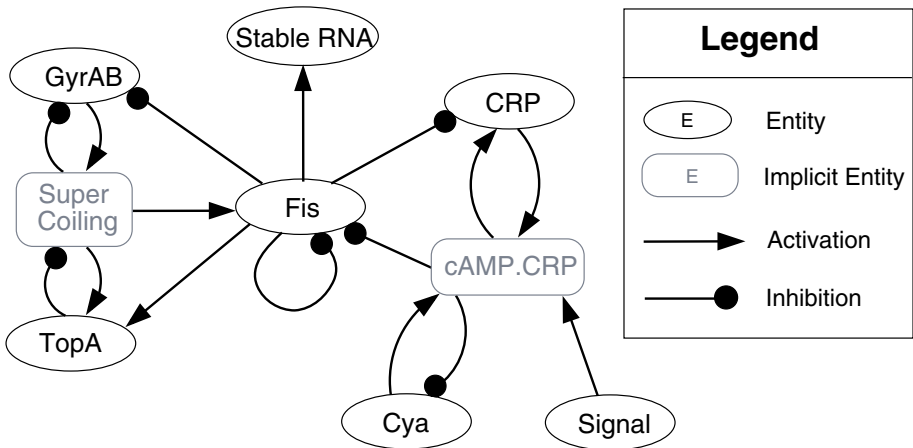 Stable RNA
GyrAB
CRP
Super
Coiling
Fis
cAMP.CRP
TopA
Cya
Signal
Legend
E
Entity
E
Implicit Entity
Activation
Inhibition